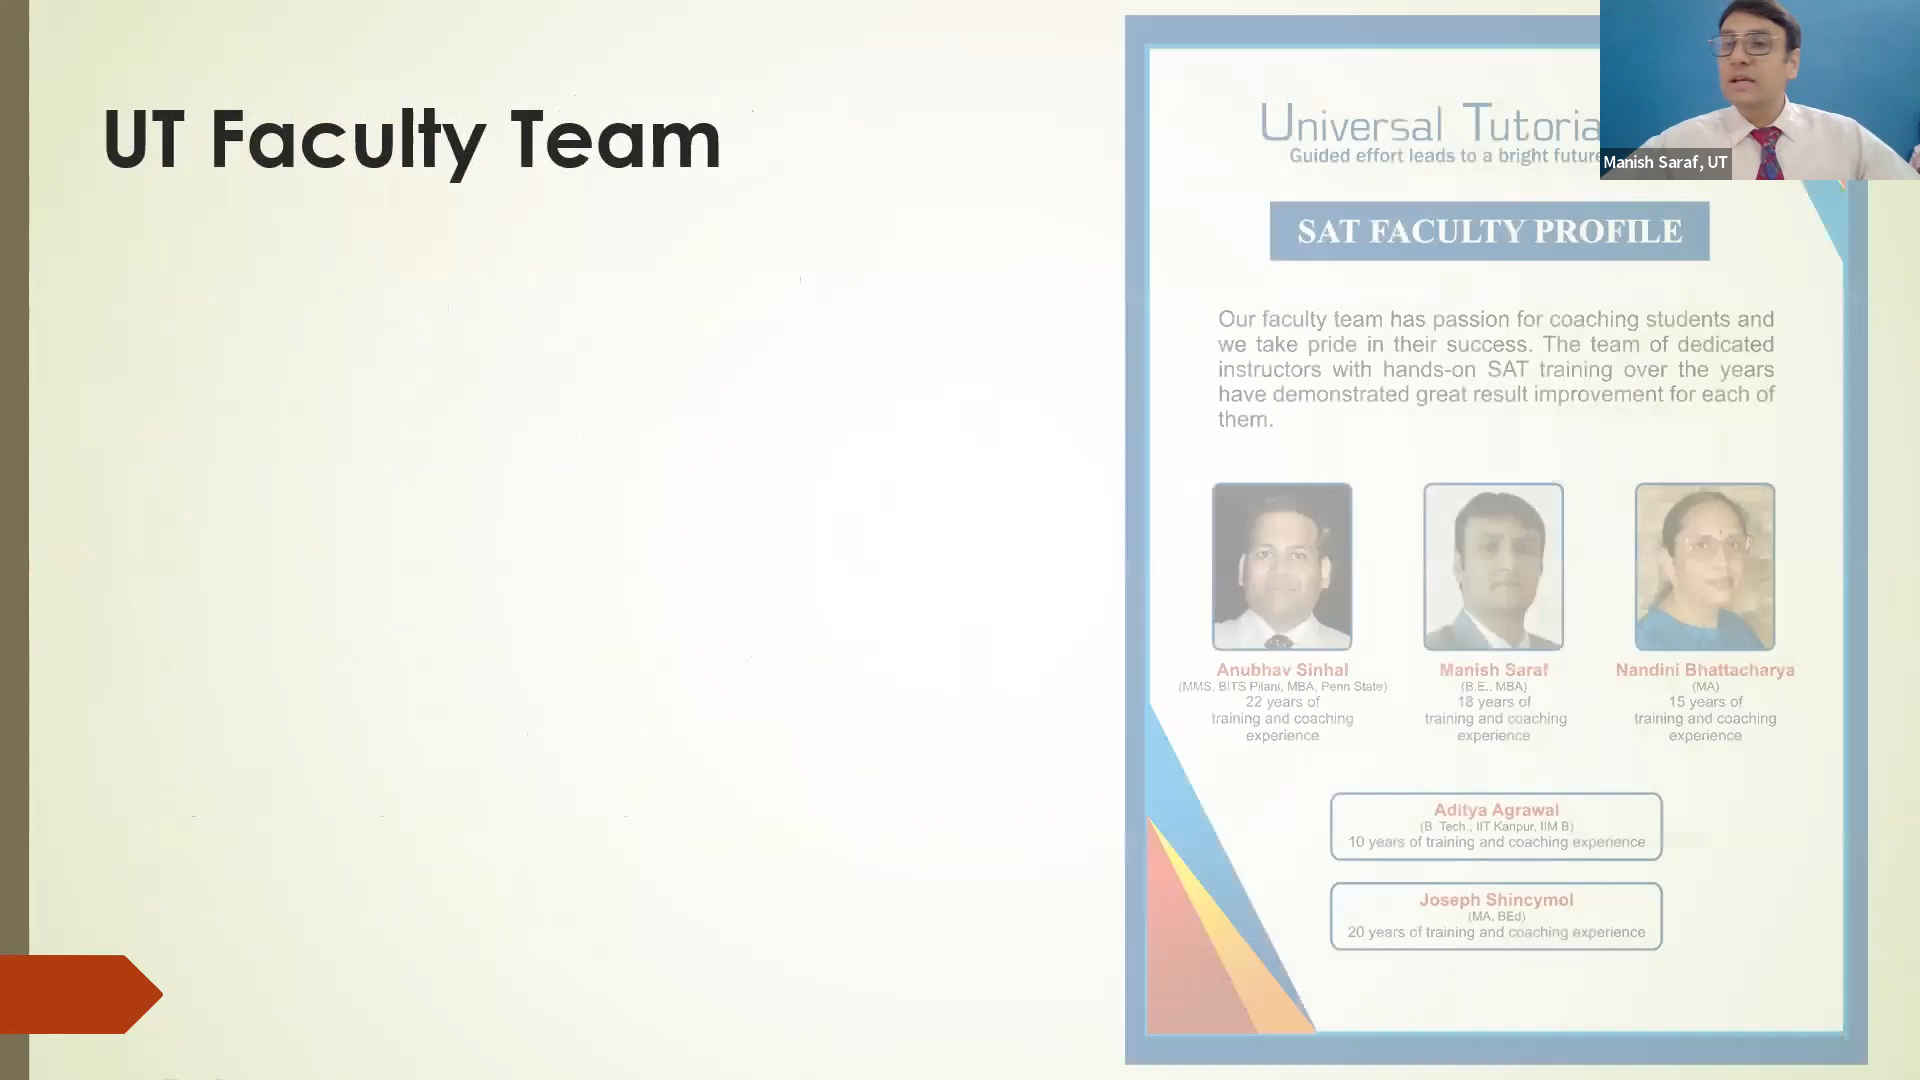 UT Faculty Team
Universal Tutoria
Guided effort leads to a bright future
Manish Saraf, UT
SAT FACULTY PROFILE
Our faculty team has passion for coaching students and
we take pride in their success. The team of dedicated
instructors with hands-on SAT training over the years
have demonstrated great result improvement for each of
them.
Anubhav Sinhal
(MMS, BITS Pilani, MBA, Penn State)
22 years of
training and coaching
experience
Manish Saraf
(B.E., MBA)
18 years of
training and coaching
experience
Nandini Bhattacharya
(MA)
15 years of
training and coaching
experience
Aditya Agrawal
(B. Tech., IIT Kanpur, IIM B)
10 years of training and coaching experience
Joseph Shincymol
(MA, BEd)
20 years of training and coaching experience